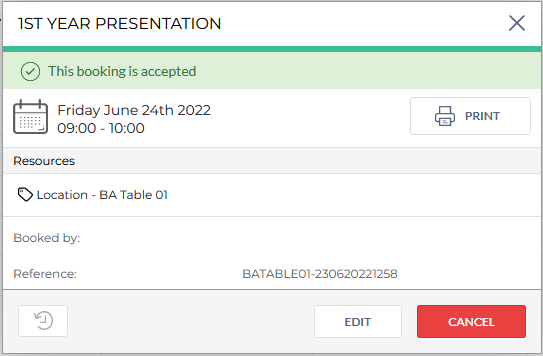 1ST YEAR PRESENTATION
This booking is accepted
Friday June 24th 2022
09:00 - 10:00
PRINT
Resources
Location - BA Table 01
Booked by:
Reference: BATABLE01-230620221258
EDIT CANCEL